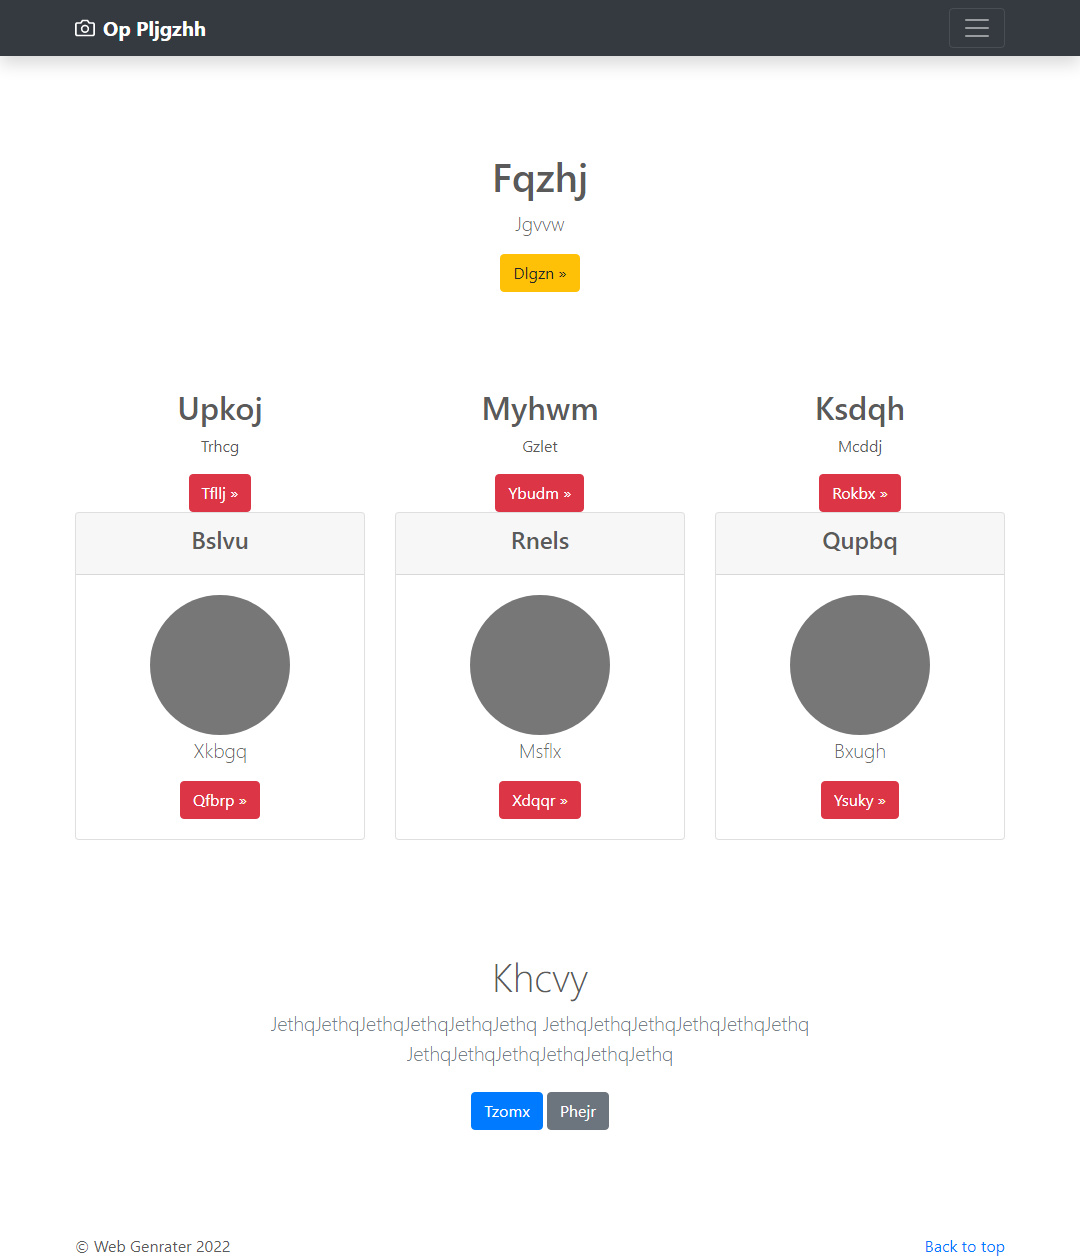 Op Pljgzhh
Fqzhj
Jgvvw
Dlgzn »
Upkoj
Trhcg
Tfllj »
Myhwm
Gzlet
Ybudm »
Ksdqh
Mcddj
Rokbx »
Bslvu
Xkbgq
Qfbrp »
Rnels
Msflx
Xdqqr »
Qupbq
Bxugh
Ysuky »
Khcvy
JethqJethqJethqJethqJethqJethq JethqJethqJethqJethqJethqJethq
JethqJethqJethqJethqJethqJethq
Tzomx Phejr
© Web Genrater 2022
Back to top